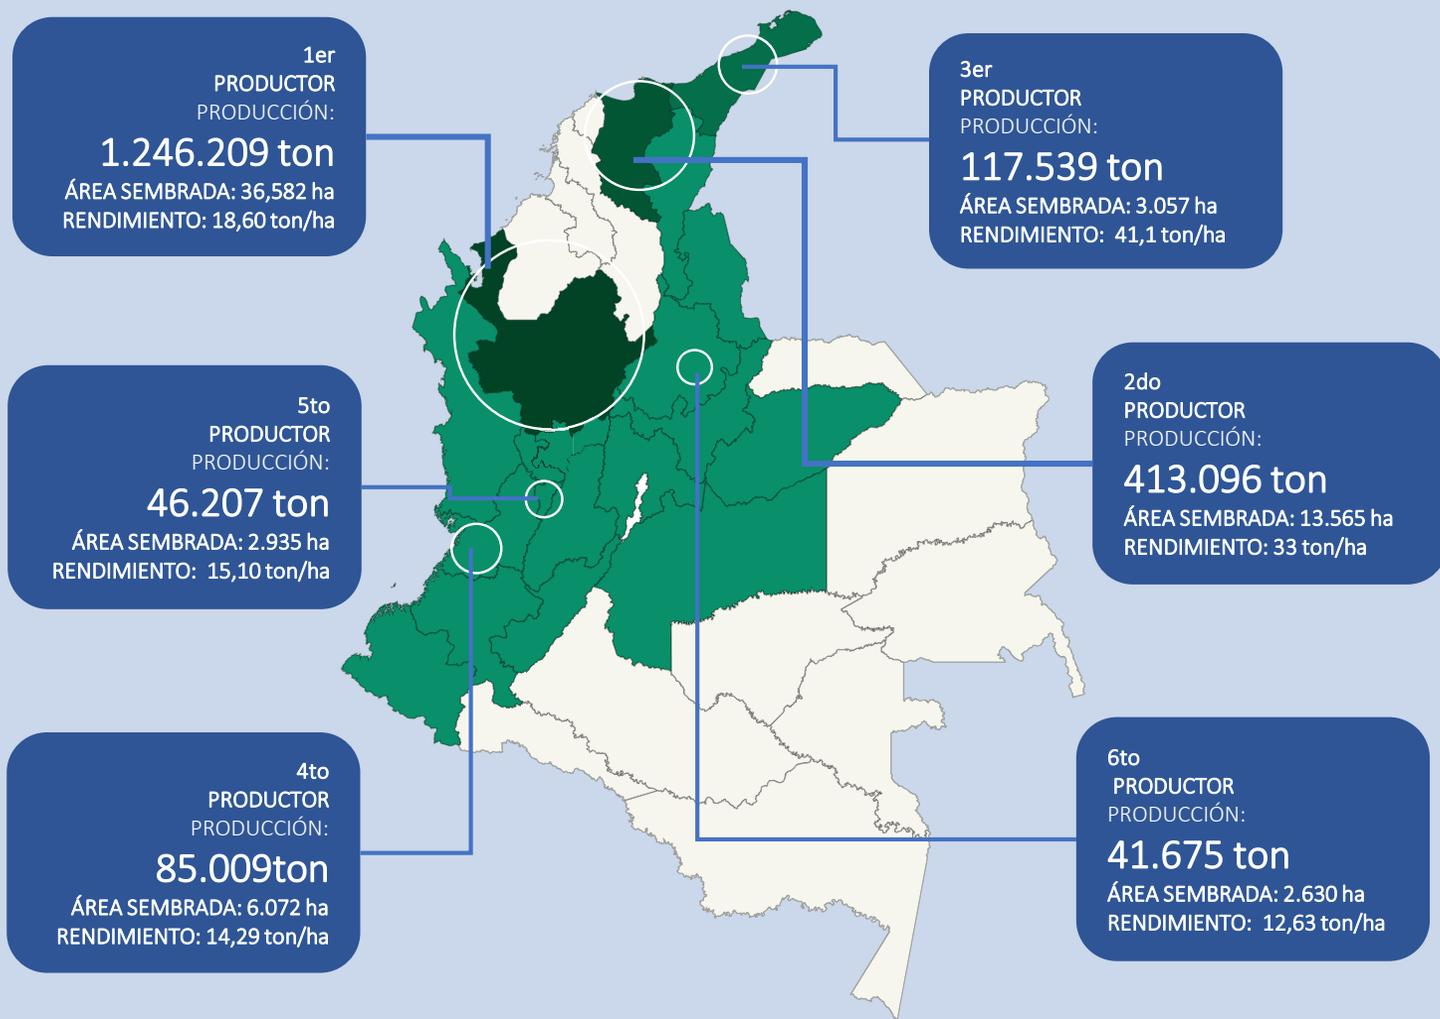 1er
PRODUCTOR
PRODUCCIÓN:
1.246.209 ton
ÁREA SEMBRADA: 36,582 ha
RENDIMIENTO: 18,60 ton/ha
3er
PRODUCTOR
PRODUCCIÓN:
117.539 ton
ÁREA SEMBRADA: 3.057 ha
RENDIMIENTO: 41,1 ton/ha
5to
PRODUCTOR
PRODUCCIÓN:
46.207 ton
ÁREA SEMBRADA: 2.935 ha
RENDIMIENTO: 15,10 ton/ha
2do
PRODUCTOR
PRODUCCIÓN:
413.096 ton
ÁREA SEMBRADA: 13.565 ha
RENDIMIENTO: 33 ton/ha
4to
PRODUCTOR
PRODUCCIÓN:
85.009ton
ÁREA SEMBRADA: 6.072 ha
RENDIMIENTO: 14,29 ton/ha
6to
PRODUCTOR
PRODUCCIÓN:
41.675 ton
ÁREA SEMBRADA: 2.630 ha
RENDIMIENTO: 12,63 ton/ha